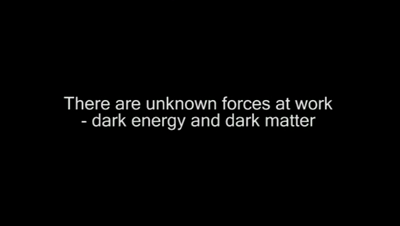 There are unknown forces at work
- dark energy and dark matter